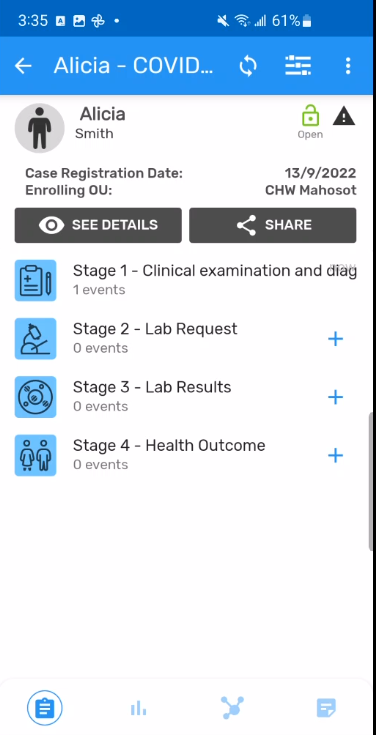 3:35 61%
Alicia - COVID...
Alicia
Smith
Open
Case Registration Date: 13/9/2022
Enrolling OU: CHW Mahosot
SEE DETAILS SHARE
Stage 1 - Clinical examination and diag
1 events
Stage 2 - Lab Request
0 events
Stage 3 - Lab Results
0 events
Stage 4 - Health Outcome
0 events